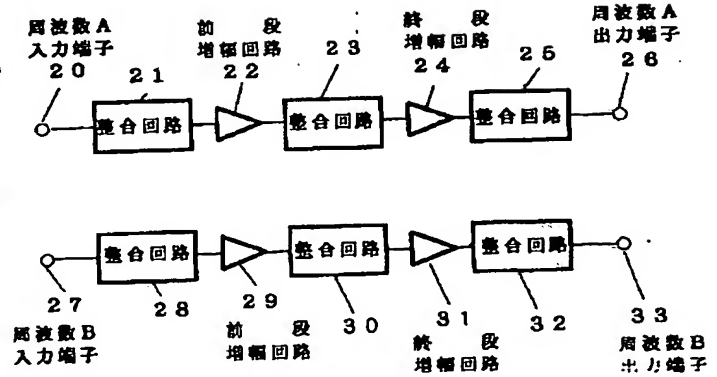 周波数A
入力端子
20
21
前 段
増幅回路
22
23
終 段
増幅回路
24
25
周波数A
出力端子
26
整合回路
整合回路
整合回路
整合回路
整合回路
整合回路
27
周波数B
入力端子
28
29
前 段
増幅回路
30
31
終 段
増幅回路
32
33
周波数B
出力端子